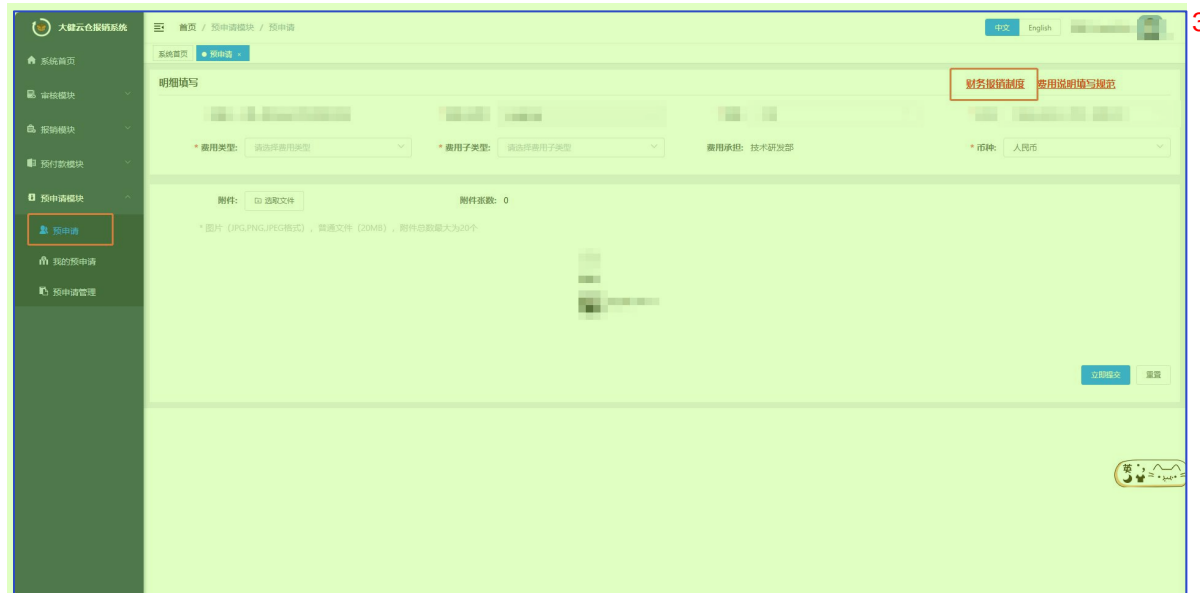 大健云仓报销系统
首页 / 预申请模块 / 预申请
中文 English
3
系统首页
预申请 ×
系统首页
审核模块
报销模块
预付款模块
预申请模块
预申请
我的预申请
预申请管理
明细填写
财务报销制度 费用说明填写规范
* 费用类型: 请选择费用类型
* 费用子类型: 请选择费用子类型
费用承担: 技术研发部
* 币种: 人民币
附件: 选取文件
附件张数: 0
* 图片（JPG,PNG,JPEG格式）, 普通文件（20MB）, 附件总数最大为20个
立即提交 重置
英